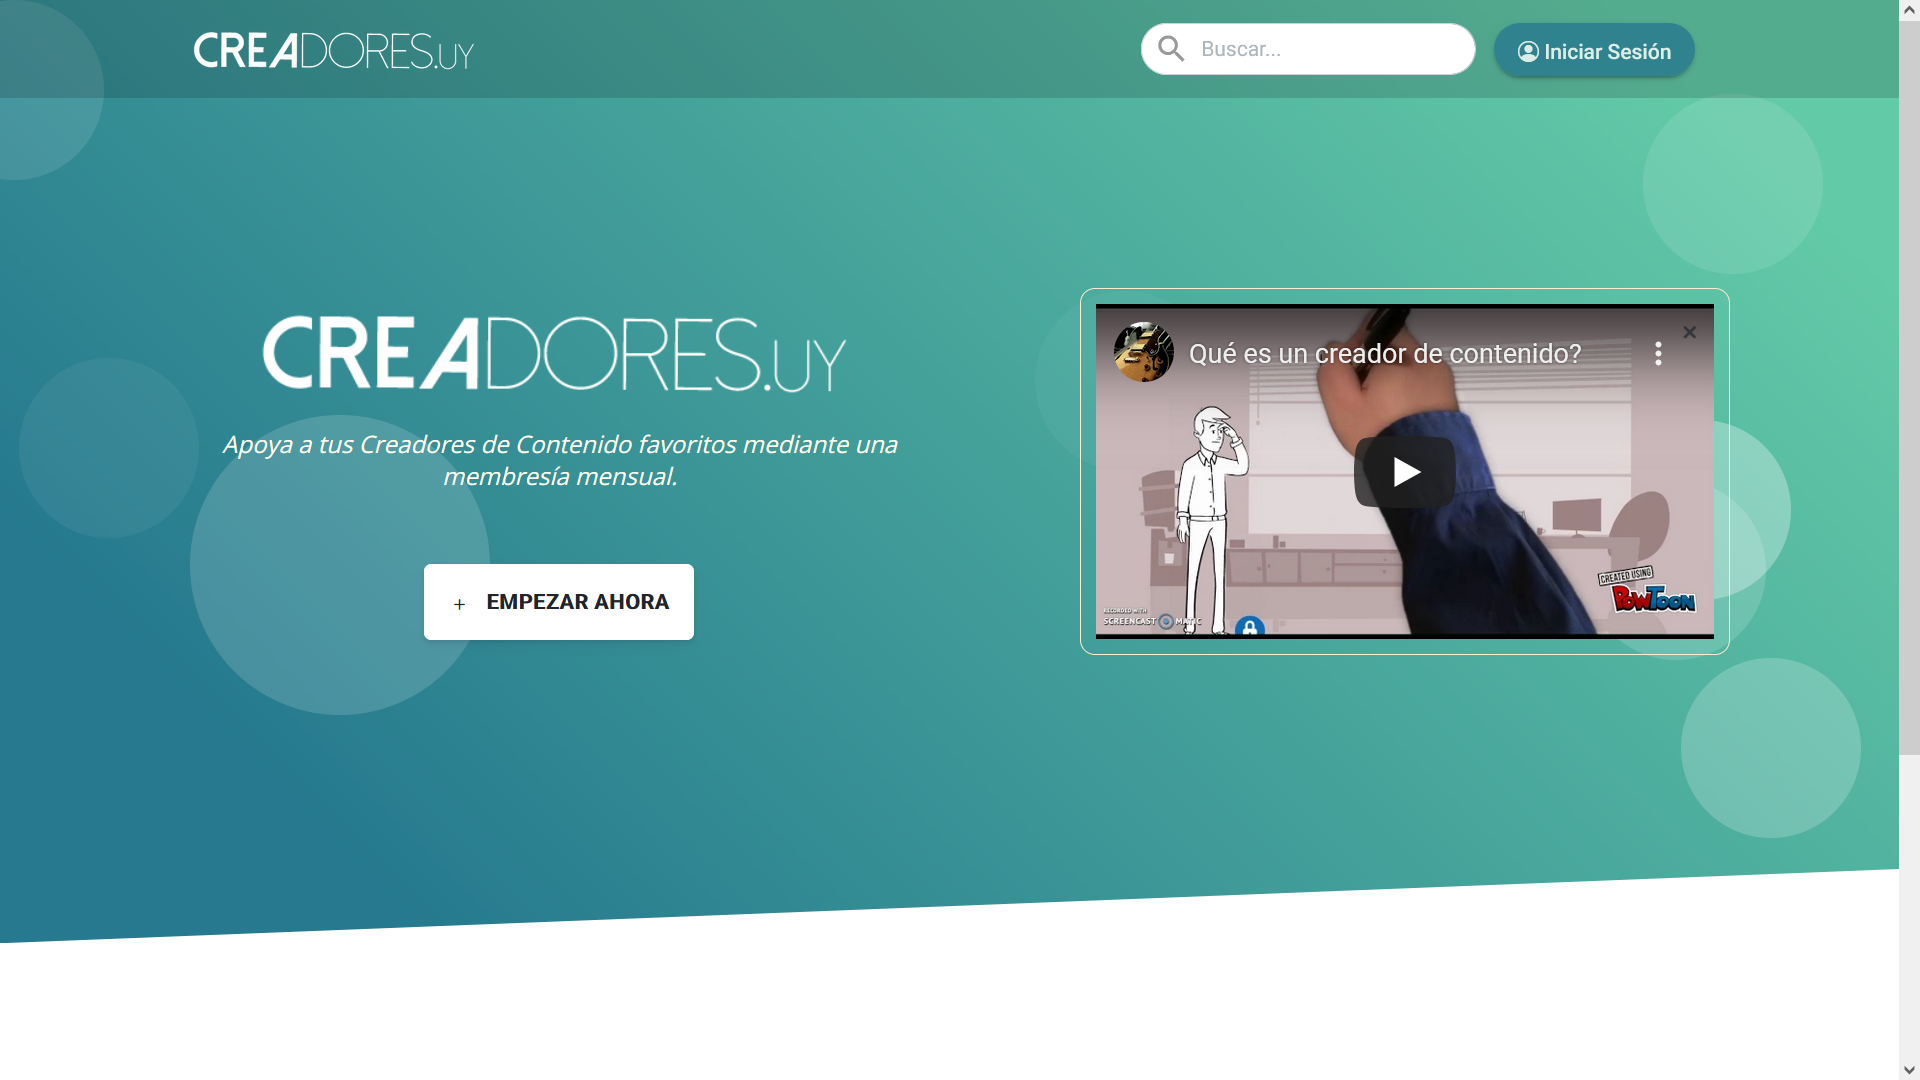 CREADORES.UY
Buscar...
Iniciar Sesión
CREADORES.UY
Apoya a tus Creadores de Contenido favoritos mediante una
membresía mensual.
+ EMPEZAR AHORA
Qué es un creador de contenido?
CREATED USING
POWTOON
RECORDED WITH
SCREENCAST MATIC